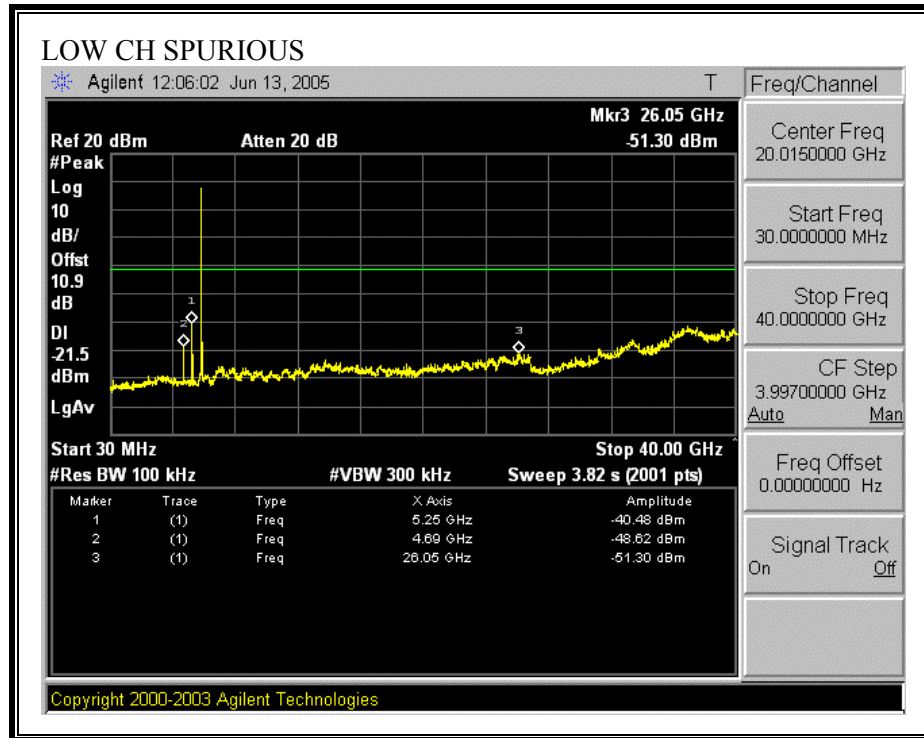 LOW CH SPURIOUS
Agilent 12:06:02 Jun 13, 2005 T
Freq/Channel
Mkr3 26.05 GHz
Ref 20 dBm Atten 20 dB -51.30 dBm
#Peak
Log
10
dB/
Offst
10.9
dB
DI
-21.5
dBm
LgAv
1
2
3
Start 30 MHz Stop 40.00 GHz
#Res BW 100 kHz #VBW 300 kHz Sweep 3.82 s (2001 pts)
Marker Trace Type X Axis Amplitude
1 (1) Freq 5.25 GHz -40.48 dBm
2 (1) Freq 4.69 GHz -48.62 dBm
3 (1) Freq 26.05 GHz -51.30 dBm
Center Freq
20.0150000 GHz
Start Freq
30.0000000 MHz
Stop Freq
40.0000000 GHz
CF Step
3.99700000 GHz
Auto Man
Freq Offset
0.00000000 Hz
Signal Track
On Off
Copyright 2000-2003 Agilent Technologies